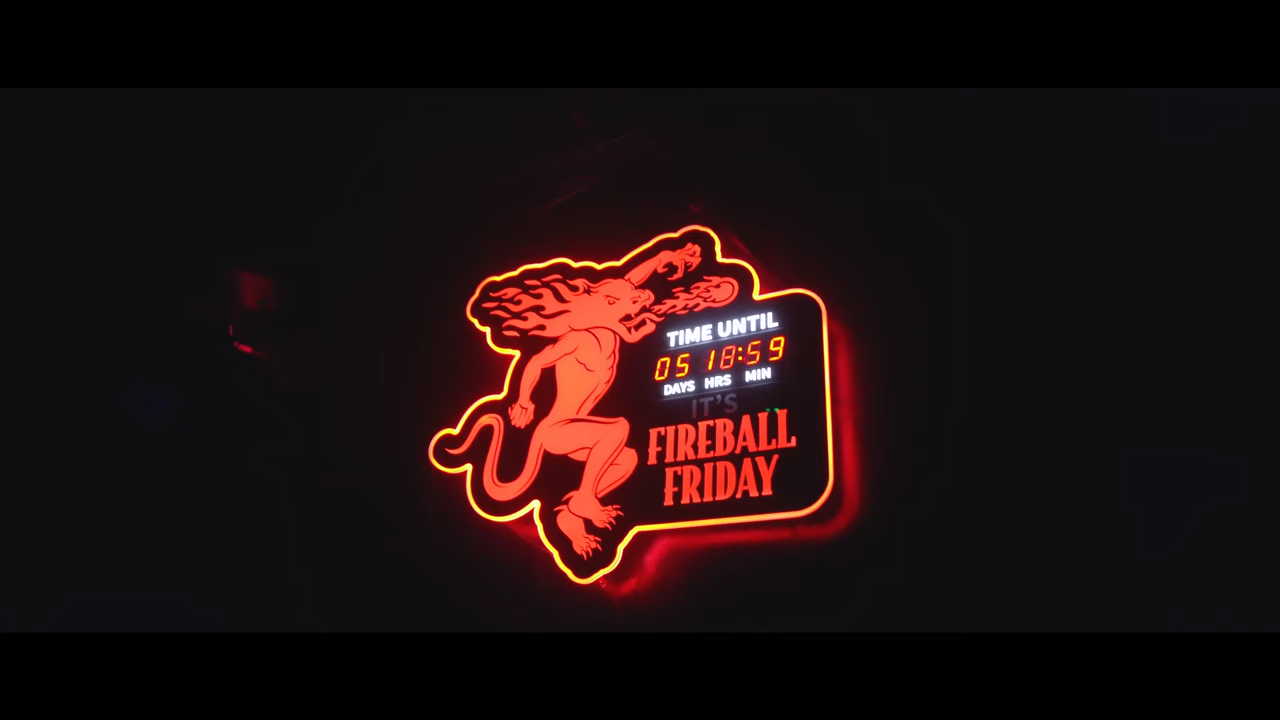 TIME UNTIL
05 18:59
DAYS HRS MIN
IT'S
FIREBALL
FRIDAY